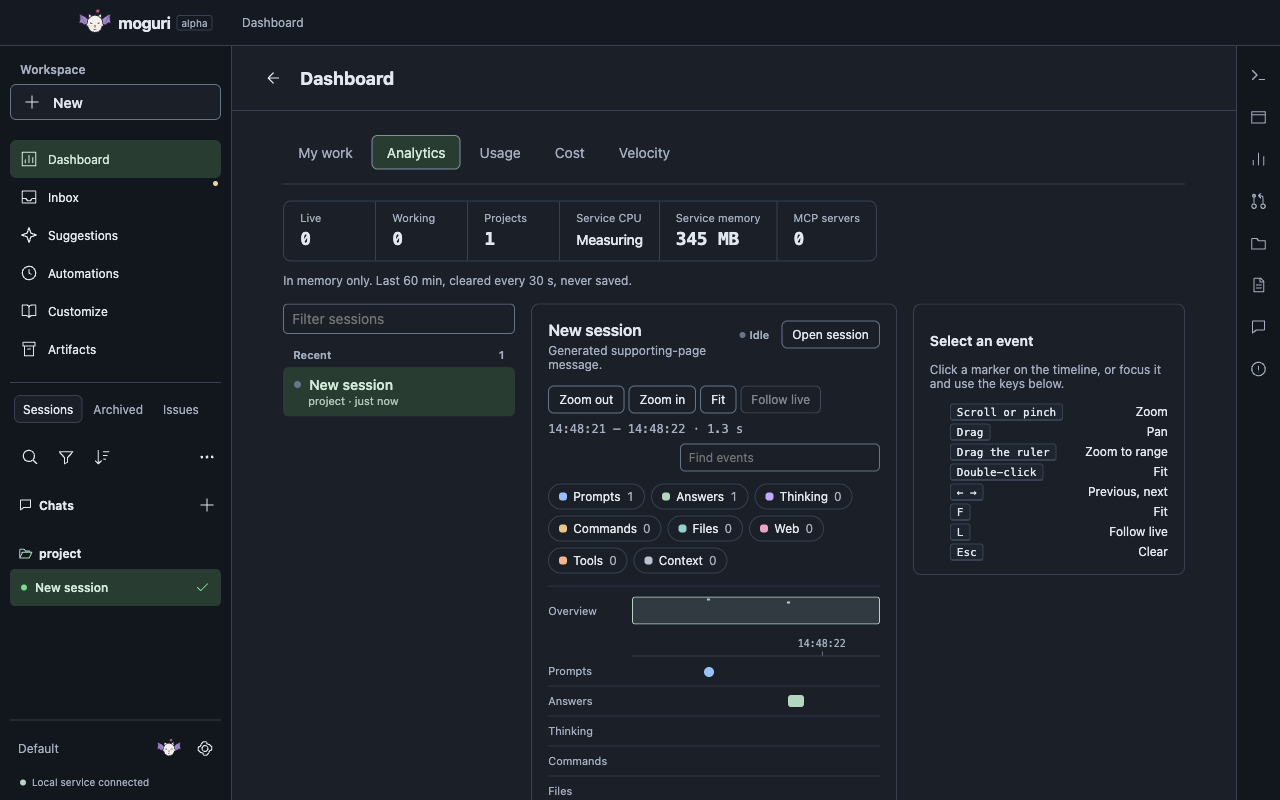 moguri alpha Dashboard
Workspace
New
Dashboard
Inbox
Suggestions
Automations
Customize
Artifacts
Sessions Archived Issues
Chats
project
New session
Default
Local service connected
Dashboard
My work Analytics Usage Cost Velocity
Live Working Projects Service CPU Service memory MCP servers
0 0 1 Measuring 345 MB 0
In memory only. Last 60 min, cleared every 30 s, never saved.
Filter sessions
Recent 1
New session
project · just now
New session
Idle
Open session
Generated supporting-page
message.
Zoom out Zoom in Fit Follow live
14:48:21 – 14:48:22 · 1.3 s
Find events
Prompts 1 Answers 1 Thinking 0
Commands 0 Files 0 Web 0
Tools 0 Context 0
Overview
14:48:22
Prompts
Answers
Thinking
Commands
Files
Select an event
Click a marker on the timeline, or focus it
and use the keys below.
Scroll or pinch Zoom
Drag Pan
Drag the ruler Zoom to range
Double-click Fit
← → Previous, next
F Fit
L Follow live
Esc Clear